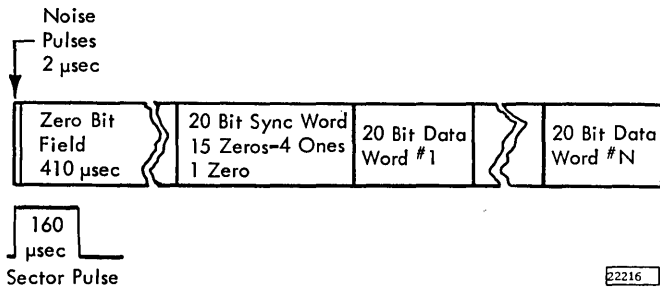 Noise
Pulses
2 μsec
Zero Bit
Field
410 μsec
20 Bit Sync Word
15 Zeros-4 Ones
1 Zero
20 Bit Data
Word #1
20 Bit Data
Word #N
160
μsec
Sector Pulse
22216